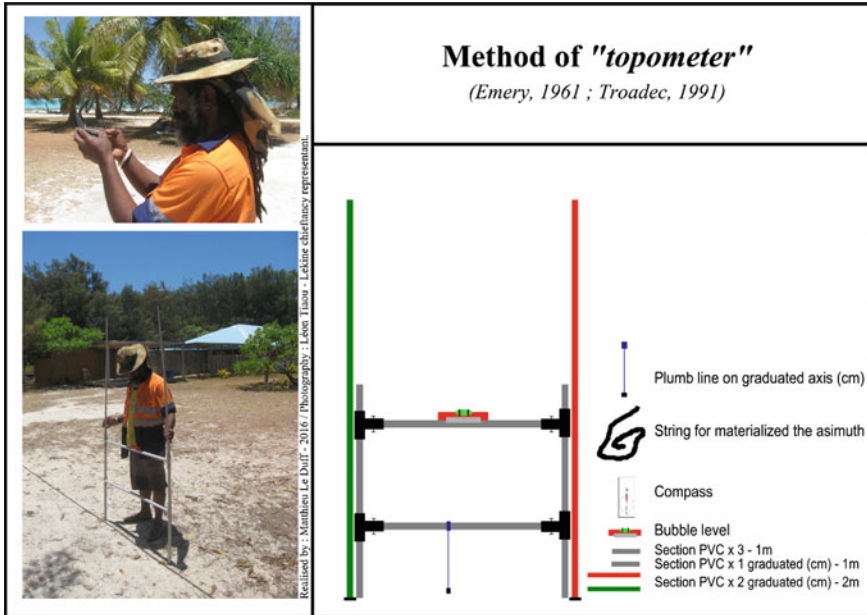 Method of "topometer"
(Emery, 1961 ; Troadec, 1991)
Realised by : Matthieu Le Duff - 2016 / Photography : Léon Tiaou - Lekine chieftancy representant.
Plumb line on graduated axis (cm)
String for materialized the asimuth
Compass
Bubble level
Section PVC x 3 - 1m
Section PVC x 1 graduated (cm) - 1m
Section PVC x 2 graduated (cm) - 2m